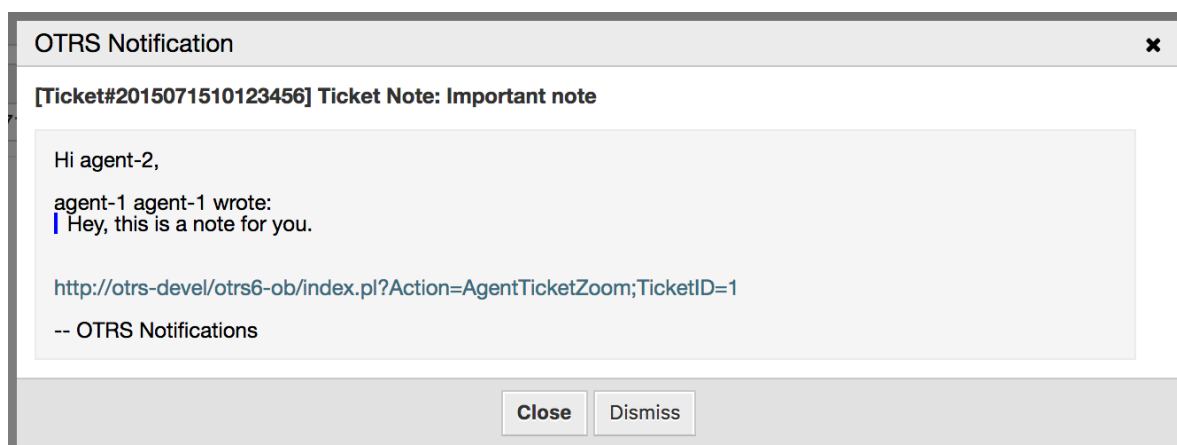 OTRS Notification
[Ticket#2015071510123456] Ticket Note: Important note
Hi agent-2,
agent-1 agent-1 wrote:
Hey, this is a note for you.
http://otrs-devel/otrs6-ob/index.pl?Action=AgentTicketZoom;TicketID=1
-- OTRS Notifications
Close Dismiss